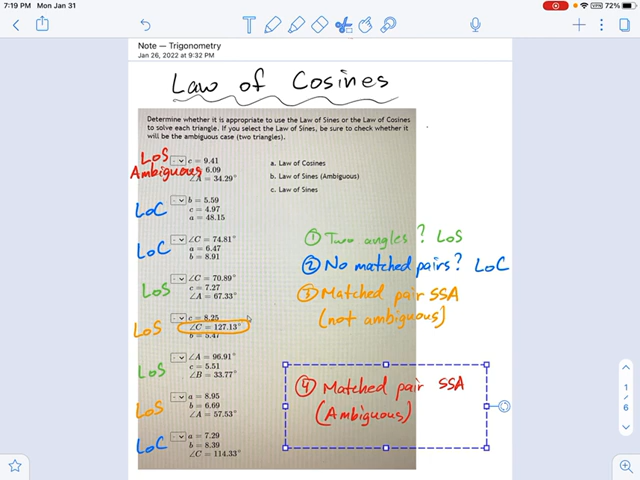 7:19 PM Mon Jan 31
VPN 72%
Note — Trigonometry
Jan 26, 2022 at 9:32 PM
Law of Cosines
Determine whether it is appropriate to use the Law of Sines or the Law of Cosines
to solve each triangle. If you select the Law of Sines, be sure to check whether it
will be the ambiguous case (two triangles).
LoS
Ambiguous
- c = 9.41
6.09
∠A = 34.29°
LoC
- b = 5.59
c = 4.97
a = 48.15
LoC
- ∠C = 74.81°
a = 6.47
b = 8.91
LoS
- ∠C = 70.89°
c = 7.27
∠A = 67.33°
LoS
- c = 8.25
∠C = 127.13°
b = 5.47
LoS
- ∠A = 96.91°
c = 5.51
∠B = 33.77°
LoS
- a = 8.95
b = 6.69
∠A = 57.53°
LoC
- a = 7.29
b = 8.39
∠C = 114.33°
a. Law of Cosines
b. Law of Sines (Ambiguous)
c. Law of Sines
① Two angles? LoS
② No matched pairs? LoC
③ Matched pair SSA
(not ambiguous)
④ Matched pair SSA
(Ambiguous)
1
/
6